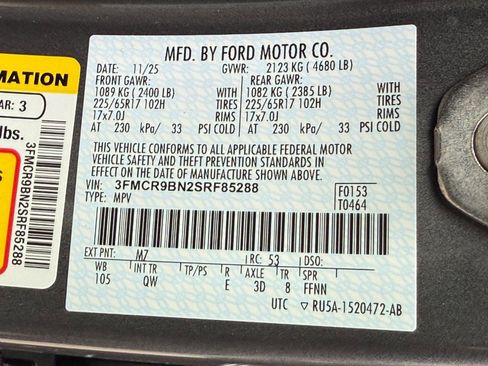 MFD. BY FORD MOTOR CO.
DATE: 11/25 GVWR: 2123 KG ( 4680 LB)
FRONT GAWR: REAR GAWR:
1089 KG ( 2400 LB) WITH 1082 KG ( 2385 LB) WITH
225/65R17 102H TIRES 225/65R17 102H TIRES
17x7.0J RIMS 17x7.0J RIMS
AT 230 kPa/ 33 PSI COLD AT 230 kPa/ 33 PSI COLD
THIS VEHICLE CONFORMS TO ALL APPLICABLE FEDERAL MOTOR
VEHICLE SAFETY AND THEFT PREVENTION STANDARDS IN
EFFECT ON THE DATE OF MANUFACTURE SHOWN ABOVE.
VIN: 3FMCR9BN2SRF85288
TYPE: MPV
F0153
T0464
EXT PNT: M7 RC: 53 DSO:
WB INT TR TP/PS R AXLE TR SPR
105 QW E 3D 8 FFNN
UTC ▽ RU5A-1520472-AB
MATION
AR: 3
lbs.
3FMCR9BN2SRF85288